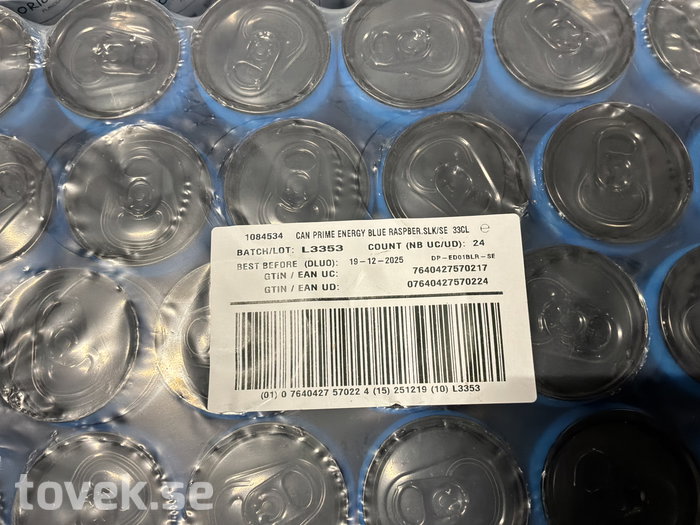 1084534 CAN PRIME ENERGY BLUE RASPBER.SLK/SE 33CL ℮
BATCH/LOT: L3353 COUNT (NB UC/UD): 24
BEST BEFORE (DLUO): 19-12-2025 DP-ED01BLR-SE
GTIN / EAN UC: 7640427570217
GTIN / EAN UD: 07640427570224
(01) 0 7640427 57022 4 (15) 251219 (10) L3353
tovek.se